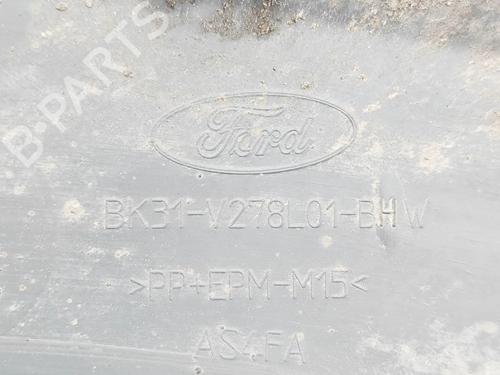 B-PARTS
Ford
BK31-V278L01-BHW
>PP+EPM-M15<
AS4FA